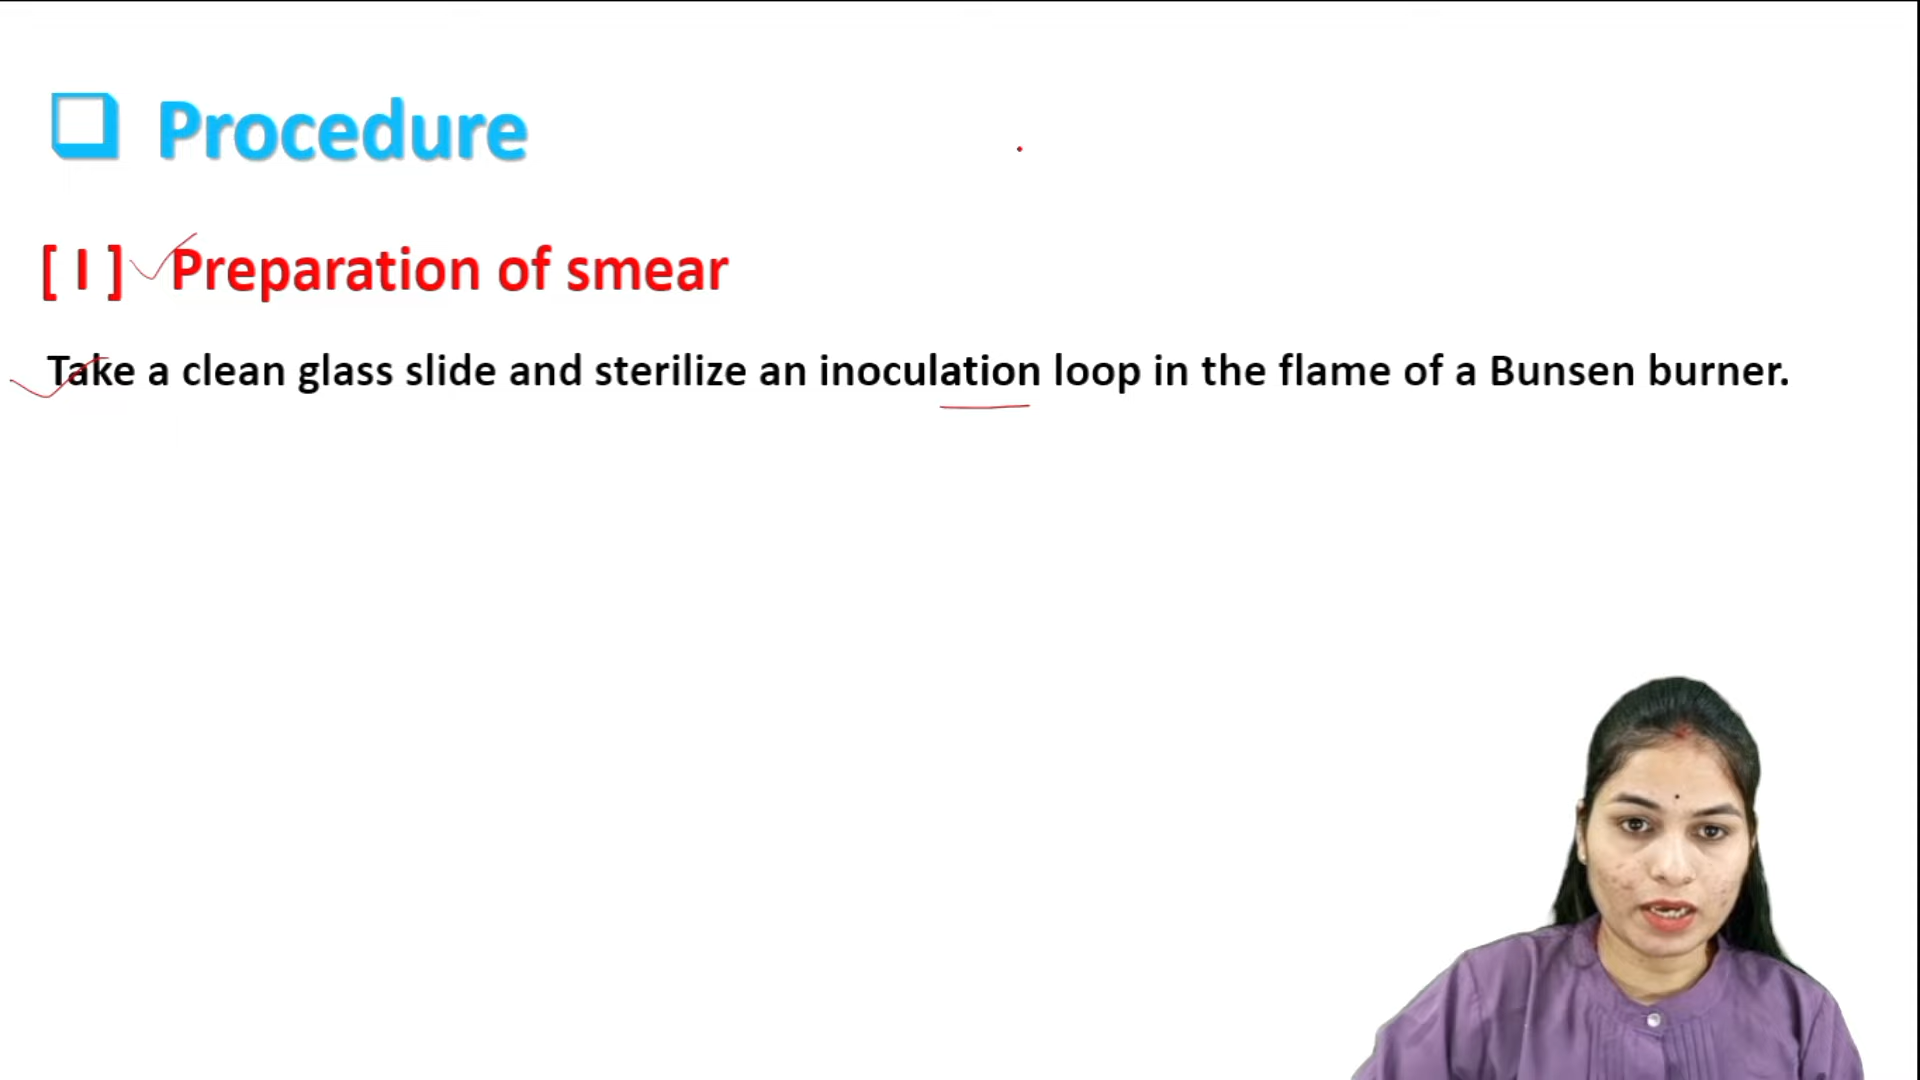 Procedure
[ I ] Preparation of smear
Take a clean glass slide and sterilize an inoculation loop in the flame of a Bunsen burner.